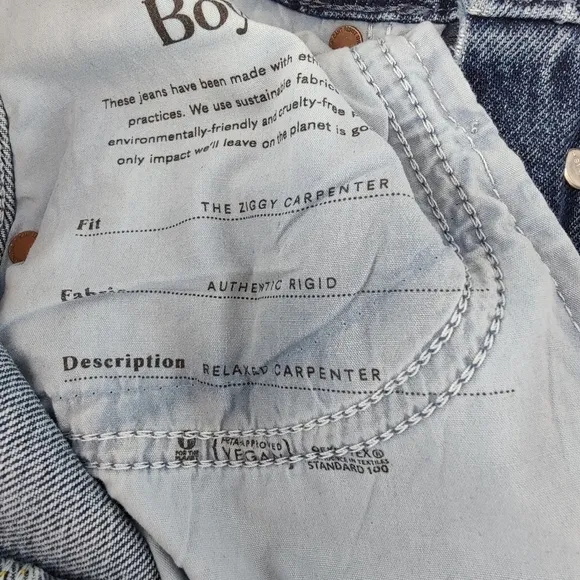 Boy
These jeans have been made with
practices. We use sustainable
environmentally-friendly and cruelty-free
only impact we'll leave on the planet is
Fit THE ZIGGY CARPENTER
Fabric AUTHENTIC RIGID
Description RELAXED CARPENTER
PETA-APPROVED
VEGAN
STANDARD 100